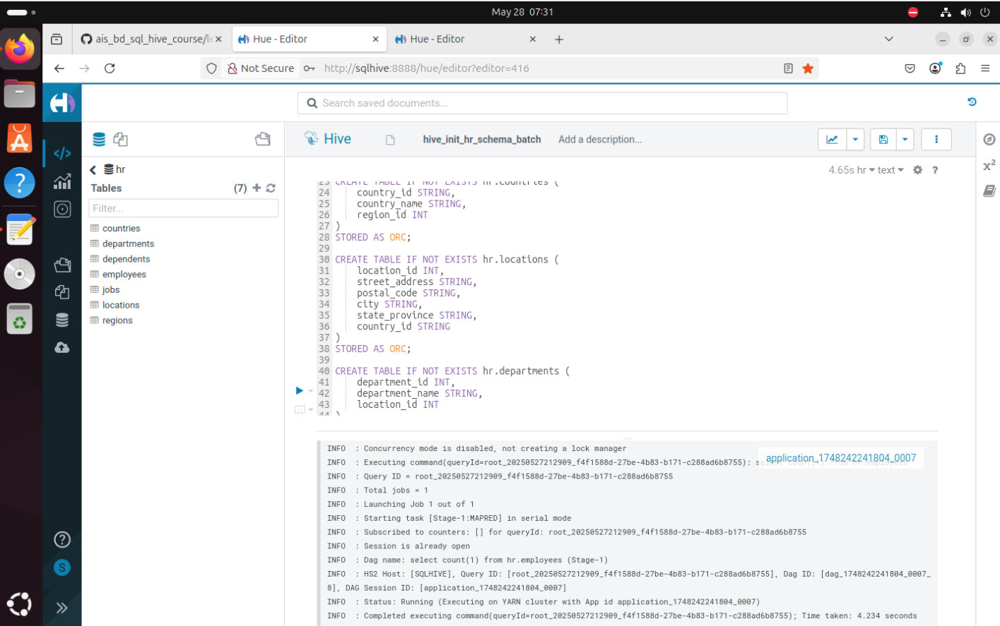 May 28 07:31
ais_bd_sql_hive_course/l
Hue - Editor
Hue - Editor
Not Secure
http://sqlhive:8888/hue/editor?editor=416
Search saved documents...
Hive
hive_init_hr_schema_batch
Add a description...
hr
Tables
(7)
Filter...
countries
departments
dependents
employees
jobs
locations
regions
4.65s hr text ?
23 CREATE TABLE IF NOT EXISTS hr.countries (
24 country_id STRING,
25 country_name STRING,
26 region_id INT
27 )
28 STORED AS ORC;
29
30 CREATE TABLE IF NOT EXISTS hr.locations (
31 location_id INT,
32 street_address STRING,
33 postal_code STRING,
34 city STRING,
35 state_province STRING,
36 country_id STRING
37 )
38 STORED AS ORC;
39
40 CREATE TABLE IF NOT EXISTS hr.departments (
41 department_id INT,
42 department_name STRING,
43 location_id INT
44 )
INFO : Concurrency mode is disabled, not creating a lock manager
INFO : Executing command(queryId=root_20250527212909_f4f1588d-27be-4b83-b171-c288ad6b8755): select count(1) from hr.employees
application_1748242241804_0007
INFO : Query ID = root_20250527212909_f4f1588d-27be-4b83-b171-c288ad6b8755
INFO : Total jobs = 1
INFO : Launching Job 1 out of 1
INFO : Starting task [Stage-1:MAPRED] in serial mode
INFO : Subscribed to counters: [] for queryId: root_20250527212909_f4f1588d-27be-4b83-b171-c288ad6b8755
INFO : Session is already open
INFO : Dag name: select count(1) from hr.employees (Stage-1)
INFO : HS2 Host: [SQLHIVE], Query ID: [root_20250527212909_f4f1588d-27be-4b83-b171-c288ad6b8755], Dag ID: [dag_1748242241804_0007_
8], DAG Session ID: [application_1748242241804_0007]
INFO : Status: Running (Executing on YARN cluster with App id application_1748242241804_0007)
INFO : Completed executing command(queryId=root_20250527212909_f4f1588d-27be-4b83-b171-c288ad6b8755); Time taken: 4.234 seconds
x²
S